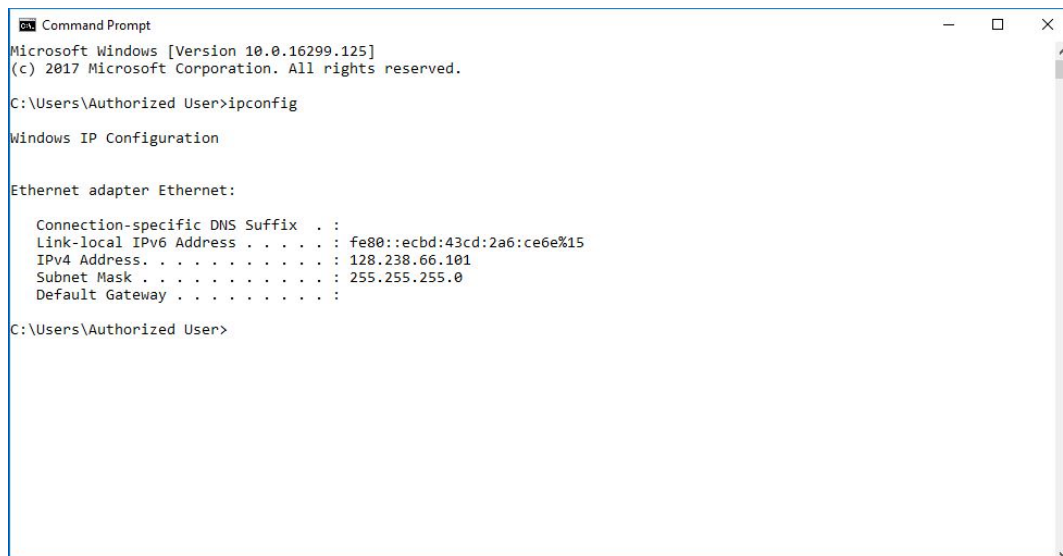 Command Prompt
Microsoft Windows [Version 10.0.16299.125]
(c) 2017 Microsoft Corporation. All rights reserved.
C:\Users\Authorized User>ipconfig
Windows IP Configuration
Ethernet adapter Ethernet:
   Connection-specific DNS Suffix  . :
   Link-local IPv6 Address . . . . . : fe80::ecbd:43cd:2a6:ce6e%15
   IPv4 Address. . . . . . . . . . . : 128.238.66.101
   Subnet Mask . . . . . . . . . . . : 255.255.255.0
   Default Gateway . . . . . . . . . :
C:\Users\Authorized User>